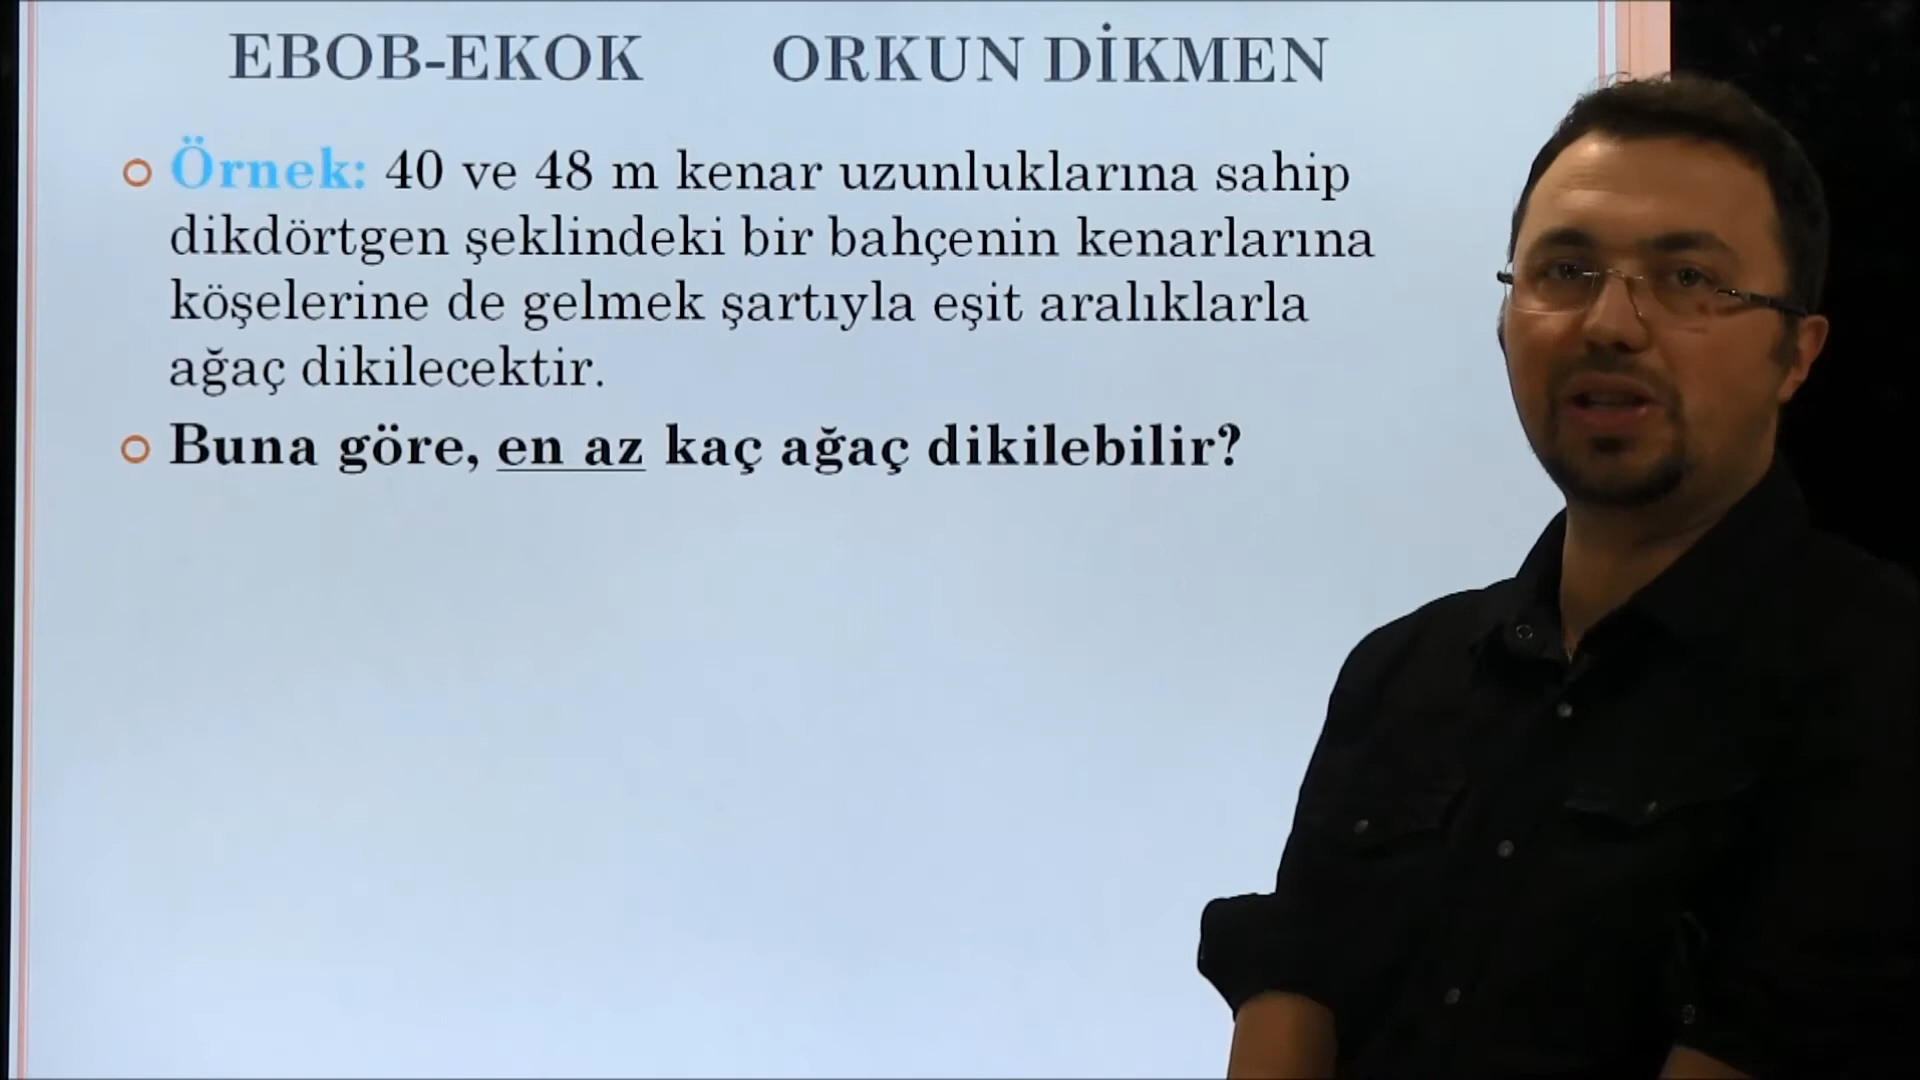 EBOB-EKOK ORKUN DİKMEN
Örnek: 40 ve 48 m kenar uzunluklarına sahip
dikdörtgen şeklindeki bir bahçenin kenarlarına
köşelerine de gelmek şartıyla eşit aralıklarla
ağaç dikilecektir.
Buna göre, en az kaç ağaç dikilebilir?